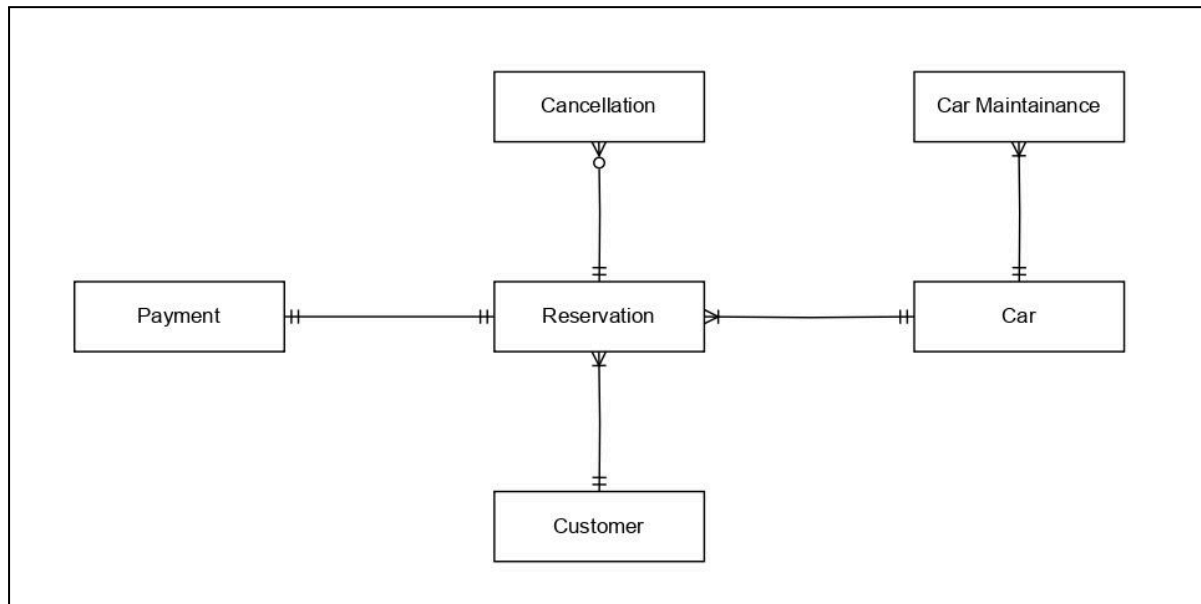 Cancellation
Car Maintainance
Payment
Reservation
Car
Customer